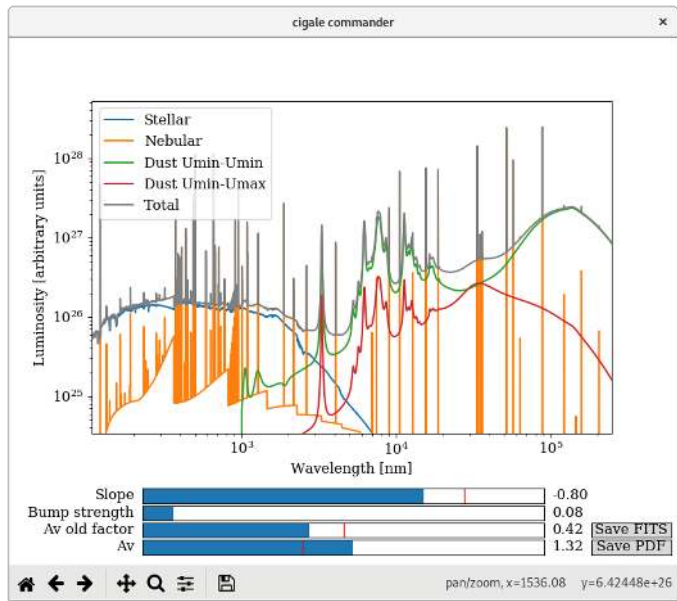 cigale commander
×
Stellar
Nebular
Dust Umin-Umin
Dust Umin-Umax
Total
10²⁸
10²⁷
10²⁶
10²⁵
Luminosity [arbitrary units]
10³ 10⁴ 10⁵
Wavelength [nm]
Slope -0.80
Bump strength 0.08
Av old factor 0.42 Save FITS
Av 1.32 Save PDF
pan/zoom, x=1536.08 y=6.42448e+26